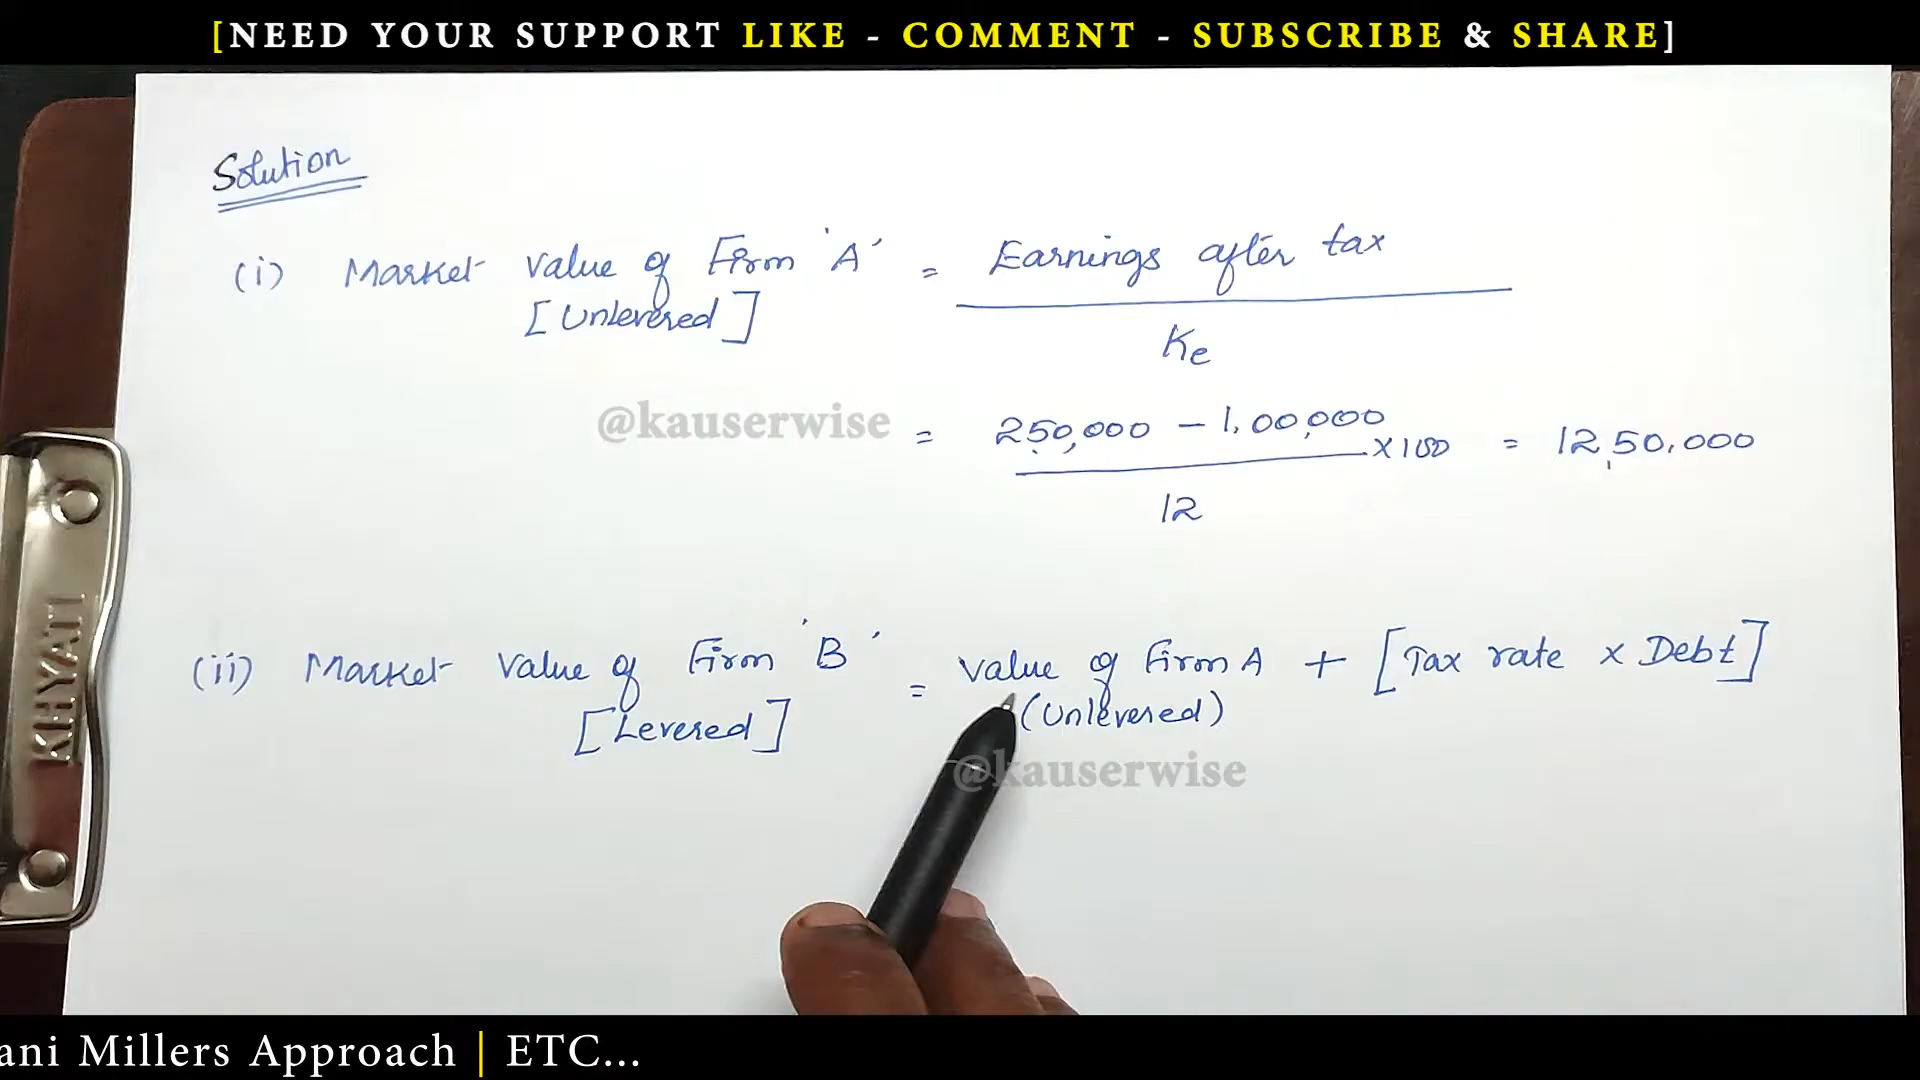 [NEED YOUR SUPPORT LIKE - COMMENT - SUBSCRIBE & SHARE]
Solution
(i) Market value of Firm 'A' = Earnings after tax
[Unlevered]
Ke
@kauserwise
= 250,000 - 1,00,000 x 100 = 12,50,000
12
(ii) Market value of Firm 'B' = value of Firm A + [Tax rate x Debt]
[Levered] (Unlevered)
@kauserwise
KHYATI
ani Millers Approach | ETC...